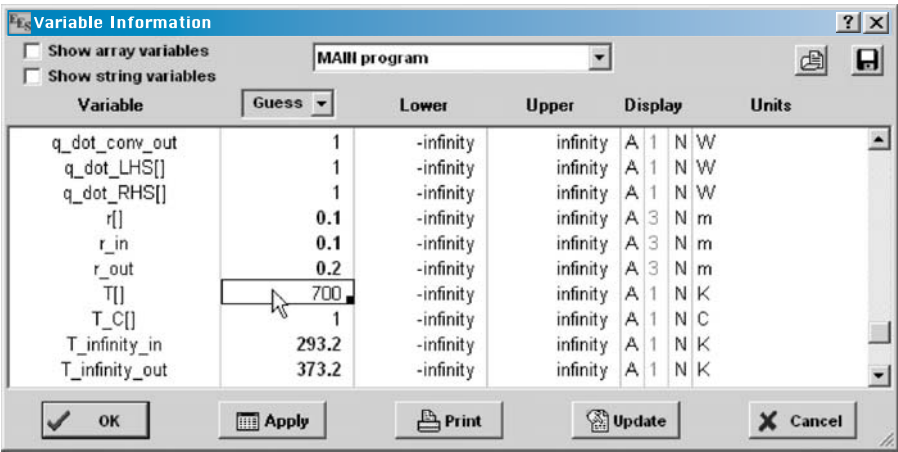 EES Variable Information ? X
Show array variables
MAIN program
Show string variables
Variable Guess Lower Upper Display Units
q_dot_conv_out 1 -infinity infinity A 1 N W
q_dot_LHS[] 1 -infinity infinity A 1 N W
q_dot_RHS[] 1 -infinity infinity A 1 N W
r[] 0.1 -infinity infinity A 3 N m
r_in 0.1 -infinity infinity A 3 N m
r_out 0.2 -infinity infinity A 3 N m
T[] 700 -infinity infinity A 1 N K
T_C[] 1 -infinity infinity A 1 N C
T_infinity_in 293.2 -infinity infinity A 1 N K
T_infinity_out 373.2 -infinity infinity A 1 N K
OK Apply Print Update Cancel